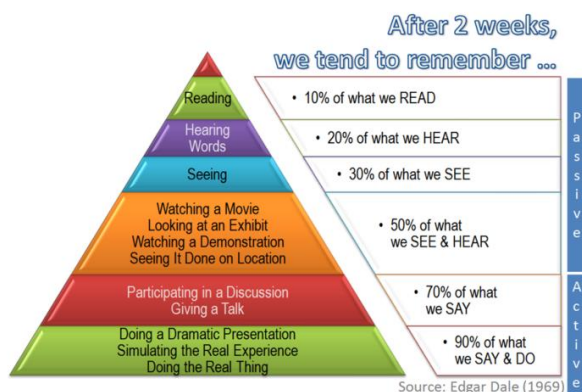 After 2 weeks,
we tend to remember ...
Reading
• 10% of what we READ
Hearing
Words
• 20% of what we HEAR
Seeing
• 30% of what we SEE
Watching a Movie
Looking at an Exhibit
Watching a Demonstration
Seeing It Done on Location
• 50% of what
we SEE & HEAR
Participating in a Discussion
Giving a Talk
• 70% of what
we SAY
Doing a Dramatic Presentation
Simulating the Real Experience
Doing the Real Thing
• 90% of what
we SAY & DO
Passive
Active
Source: Edgar Dale (1969)